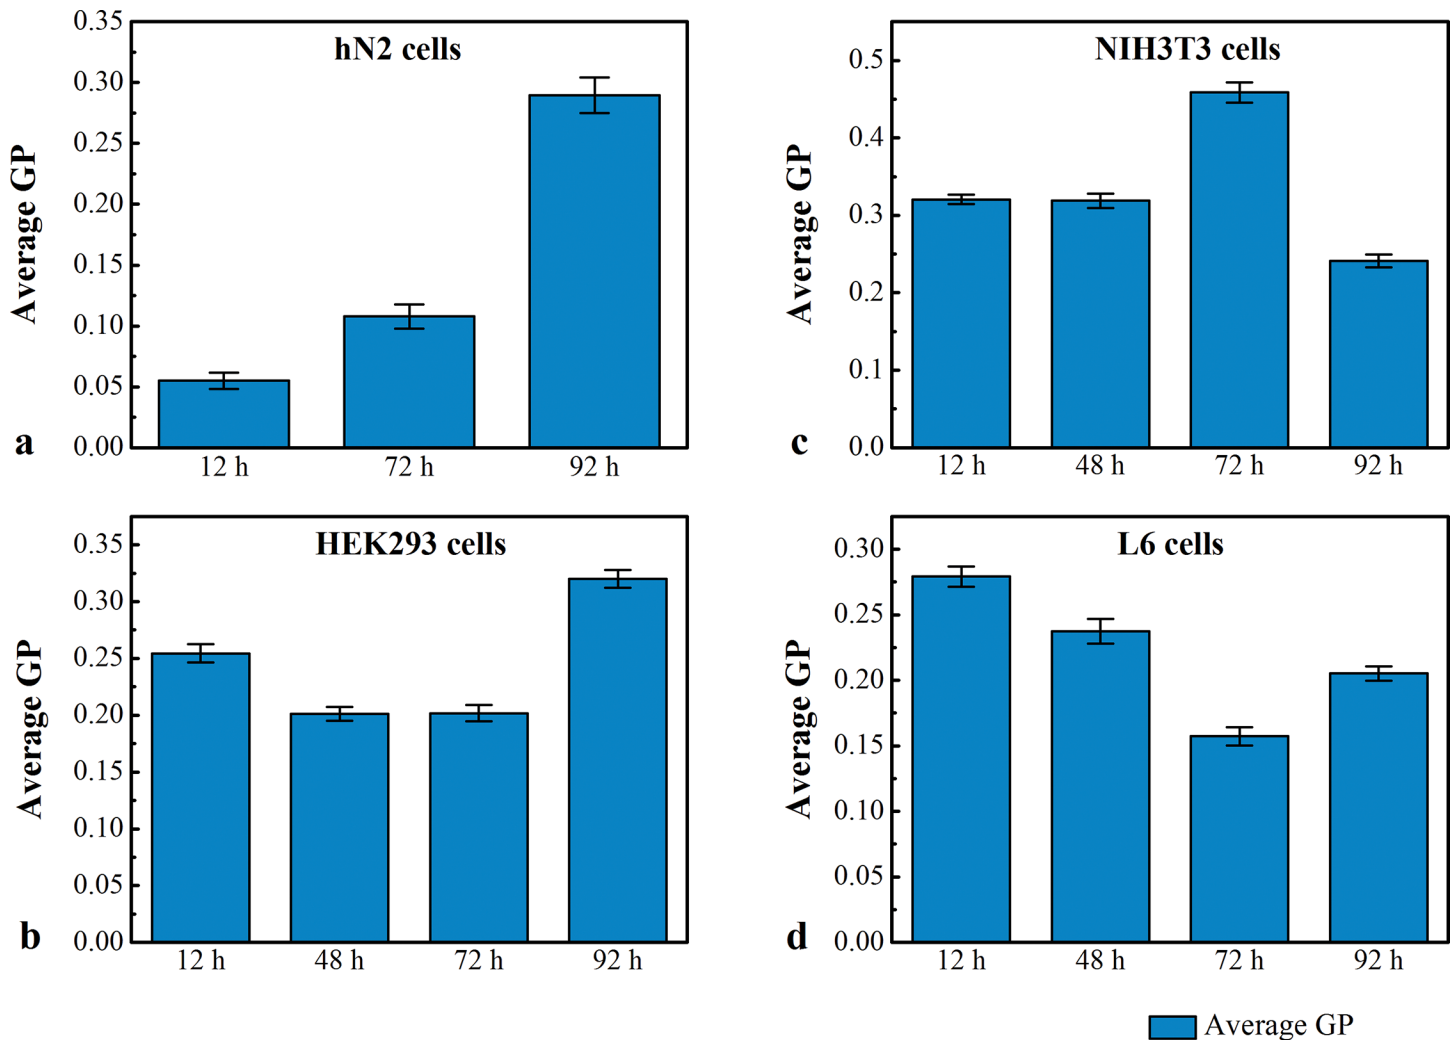 hN2 cells
Average GP
0.35
0.30
0.25
0.20
0.15
0.10
0.05
0.00
a
12 h 72 h 92 h
HEK293 cells
Average GP
0.35
0.30
0.25
0.20
0.15
0.10
0.05
0.00
b
12 h 48 h 72 h 92 h
NIH3T3 cells
Average GP
0.5
0.4
0.3
0.2
0.1
0.0
c
12 h 48 h 72 h 92 h
L6 cells
Average GP
0.30
0.25
0.20
0.15
0.10
0.05
0.00
d
12 h 48 h 72 h 92 h
Average GP